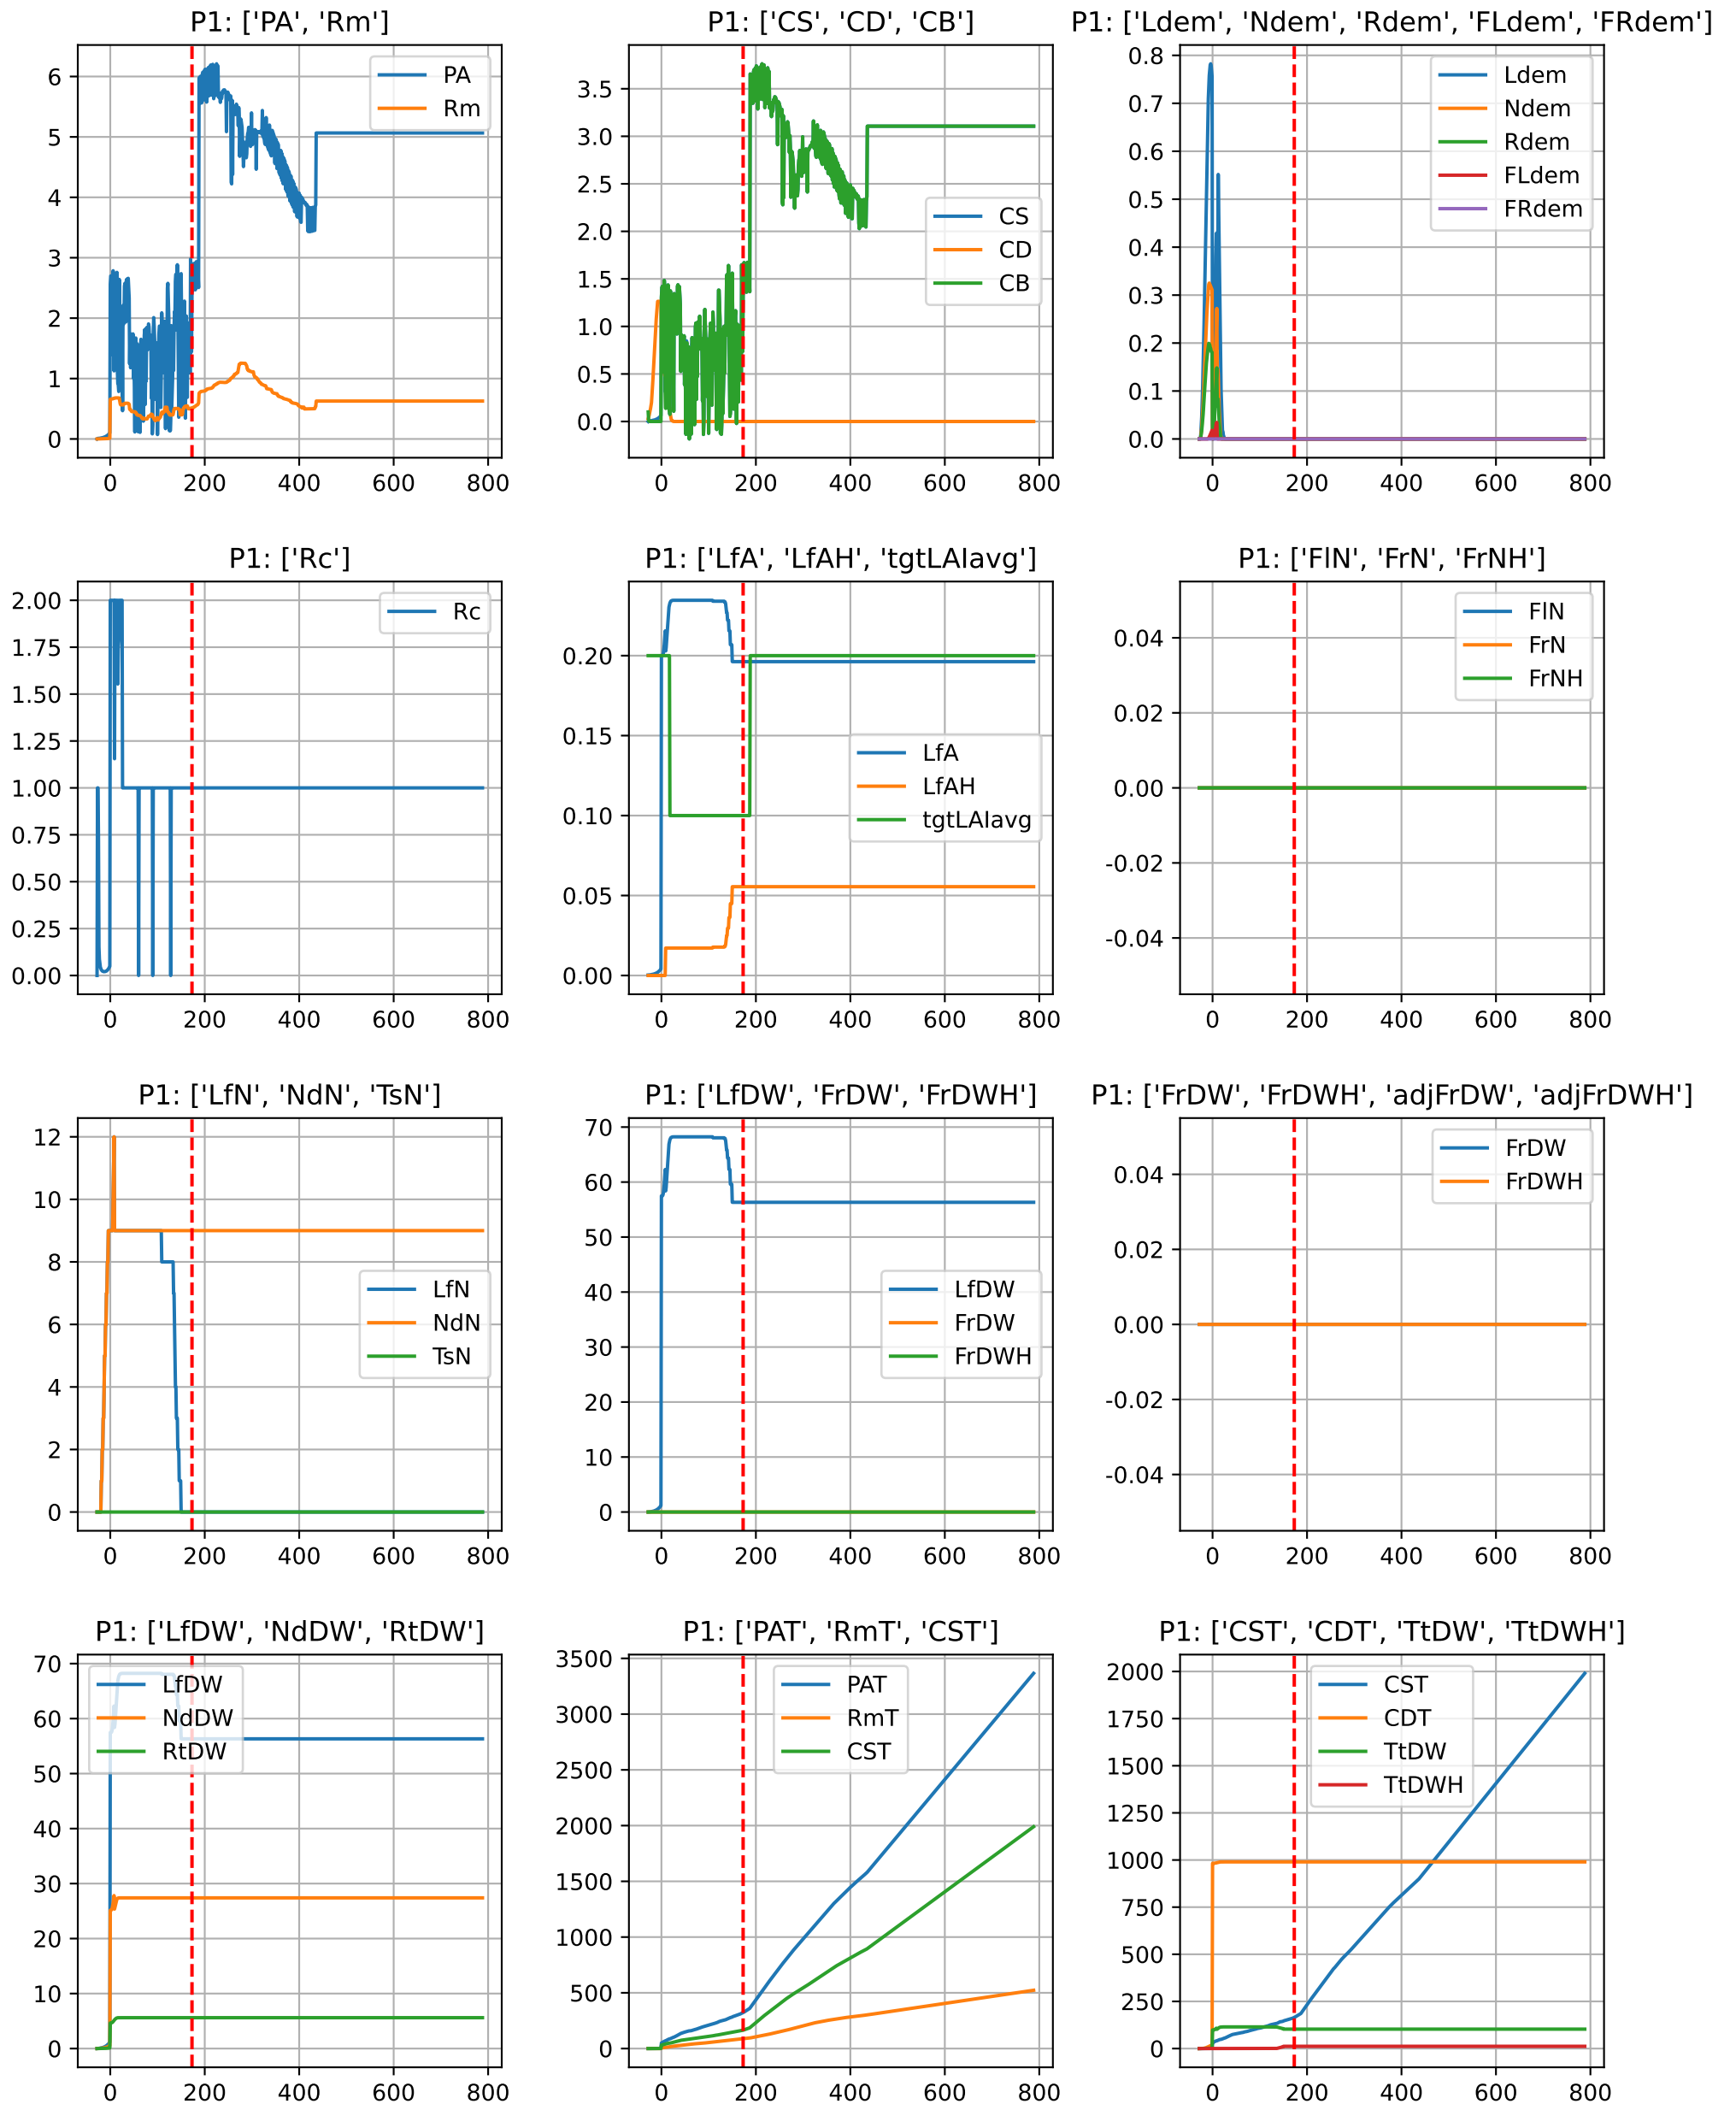 P1: ['PA', 'Rm']
6
5
4
3
2
1
0
PA
Rm
0 200 400 600 800
P1: ['CS', 'CD', 'CB']
3.5
3.0
2.5
2.0
1.5
1.0
0.5
0.0
CS
CD
CB
0 200 400 600 800
P1: ['Ldem', 'Ndem', 'Rdem', 'FLdem', 'FRdem']
0.8
0.7
0.6
0.5
0.4
0.3
0.2
0.1
0.0
Ldem
Ndem
Rdem
FLdem
FRdem
0 200 400 600 800
P1: ['Rc']
2.00
1.75
1.50
1.25
1.00
0.75
0.50
0.25
0.00
Rc
0 200 400 600 800
P1: ['LfA', 'LfAH', 'tgtLAIavg']
0.20
0.15
0.10
0.05
0.00
LfA
LfAH
tgtLAIavg
0 200 400 600 800
P1: ['FlN', 'FrN', 'FrNH']
0.04
0.02
0.00
-0.02
-0.04
FlN
FrN
FrNH
0 200 400 600 800
P1: ['LfN', 'NdN', 'TsN']
12
10
8
6
4
2
0
LfN
NdN
TsN
0 200 400 600 800
P1: ['LfDW', 'FrDW', 'FrDWH']
70
60
50
40
30
20
10
0
LfDW
FrDW
FrDWH
0 200 400 600 800
P1: ['FrDW', 'FrDWH', 'adjFrDW', 'adjFrDWH']
0.04
0.02
0.00
-0.02
-0.04
FrDW
FrDWH
0 200 400 600 800
P1: ['LfDW', 'NdDW', 'RtDW']
70
60
50
40
30
20
10
0
LfDW
NdDW
RtDW
0 200 400 600 800
P1: ['PAT', 'RmT', 'CST']
3500
3000
2500
2000
1500
1000
500
0
PAT
RmT
CST
0 200 400 600 800
P1: ['CST', 'CDT', 'TtDW', 'TtDWH']
2000
1750
1500
1250
1000
750
500
250
0
CST
CDT
TtDW
TtDWH
0 200 400 600 800